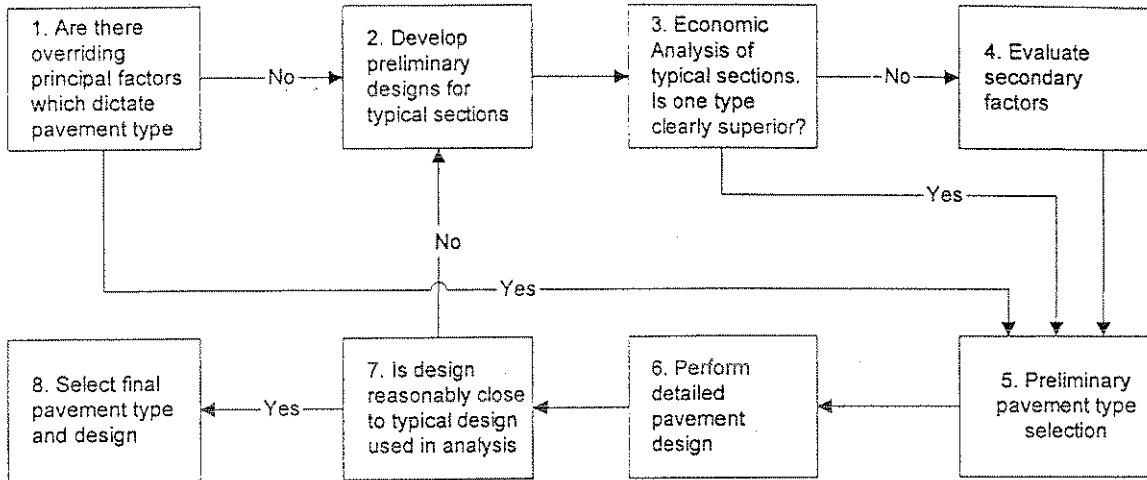 1. Are there
overriding
principal factors
which dictate
pavement type
No
2. Develop
preliminary
designs for
typical sections
3. Economic
Analysis of
typical sections.
Is one type
clearly superior?
No
4. Evaluate
secondary
factors
Yes
No
Yes
8. Select final
pavement type
and design
Yes
7. Is design
reasonably close
to typical design
used in analysis
6. Perform
detailed
pavement
design
5. Preliminary
pavement type
selection